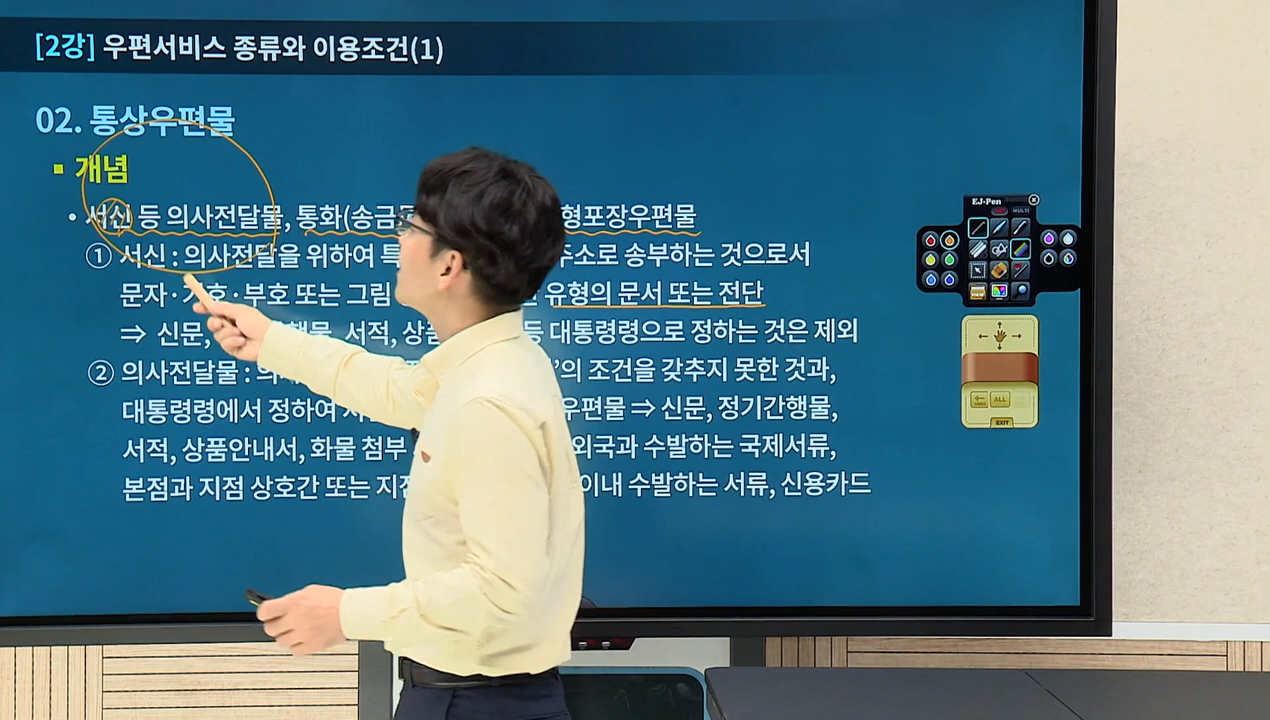 [2강] 우편서비스 종류와 이용조건(1)
02. 통상우편물
▪ 개념
• 서신 등 의사전달물, 통화(송금 형포장우편물
① 서신 : 의사전달을 위하여 특 주소로 송부하는 것으로서
문자· 호·부호 또는 그림 유형의 문서 또는 전단
⇒ 신문, 행물, 서적, 상품 등 대통령령으로 정하는 것은 제외
② 의사전달물 : 의 ’의 조건을 갖추지 못한 것과,
대통령령에서 정하여 우편물 ⇒ 신문, 정기간행물,
서적, 상품안내서, 화물 첨부 외국과 수발하는 국제서류,
본점과 지점 상호간 또는 지점 이내 수발하는 서류, 신용카드
EJ-Pen
MULTI
VIEW
ALL
EXIT